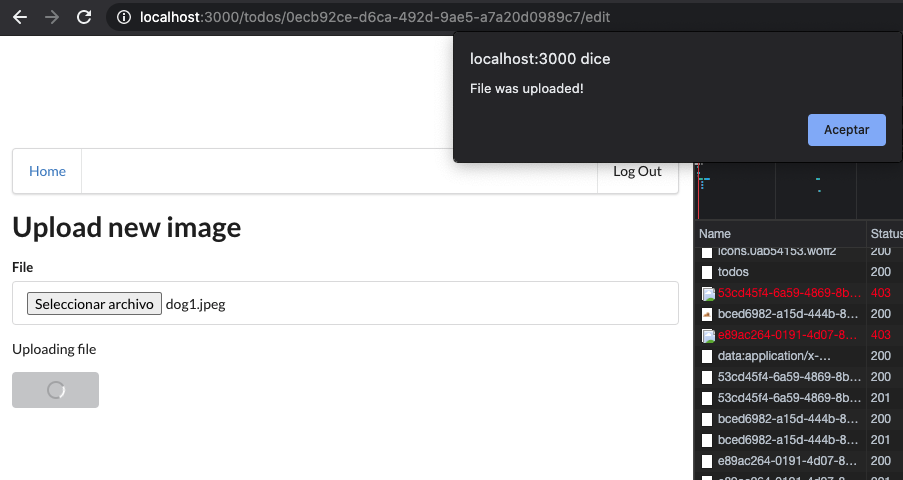 localhost:3000/todos/0ecb92ce-d6ca-492d-9ae5-a7a20d0989c7/edit
localhost:3000 dice
File was uploaded!
Aceptar
Home
Log Out
Upload new image
File
Seleccionar archivo dog1.jpeg
Uploading file
Name Status
icons.0ab54153.woff2 200
todos 200
53cd45f4-6a59-4869-8b... 403
bced6982-a15d-444b-8... 200
e89ac264-0191-4d07-8... 403
data:application/x-... 200
53cd45f4-6a59-4869-8b... 200
53cd45f4-6a59-4869-8b... 201
bced6982-a15d-444b-8... 200
bced6982-a15d-444b-8... 201
e89ac264-0191-4d07-8... 200